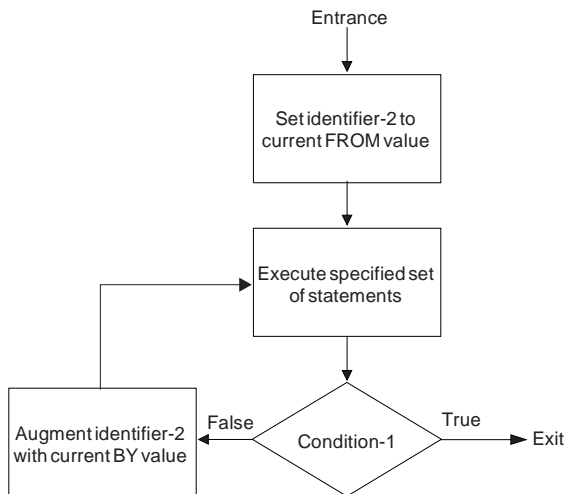 Entrance
Set identifier-2 to
current FROM value
Execute specified set
of statements
False
True
Augment identifier-2
with current BY value
Condition-1
Exit